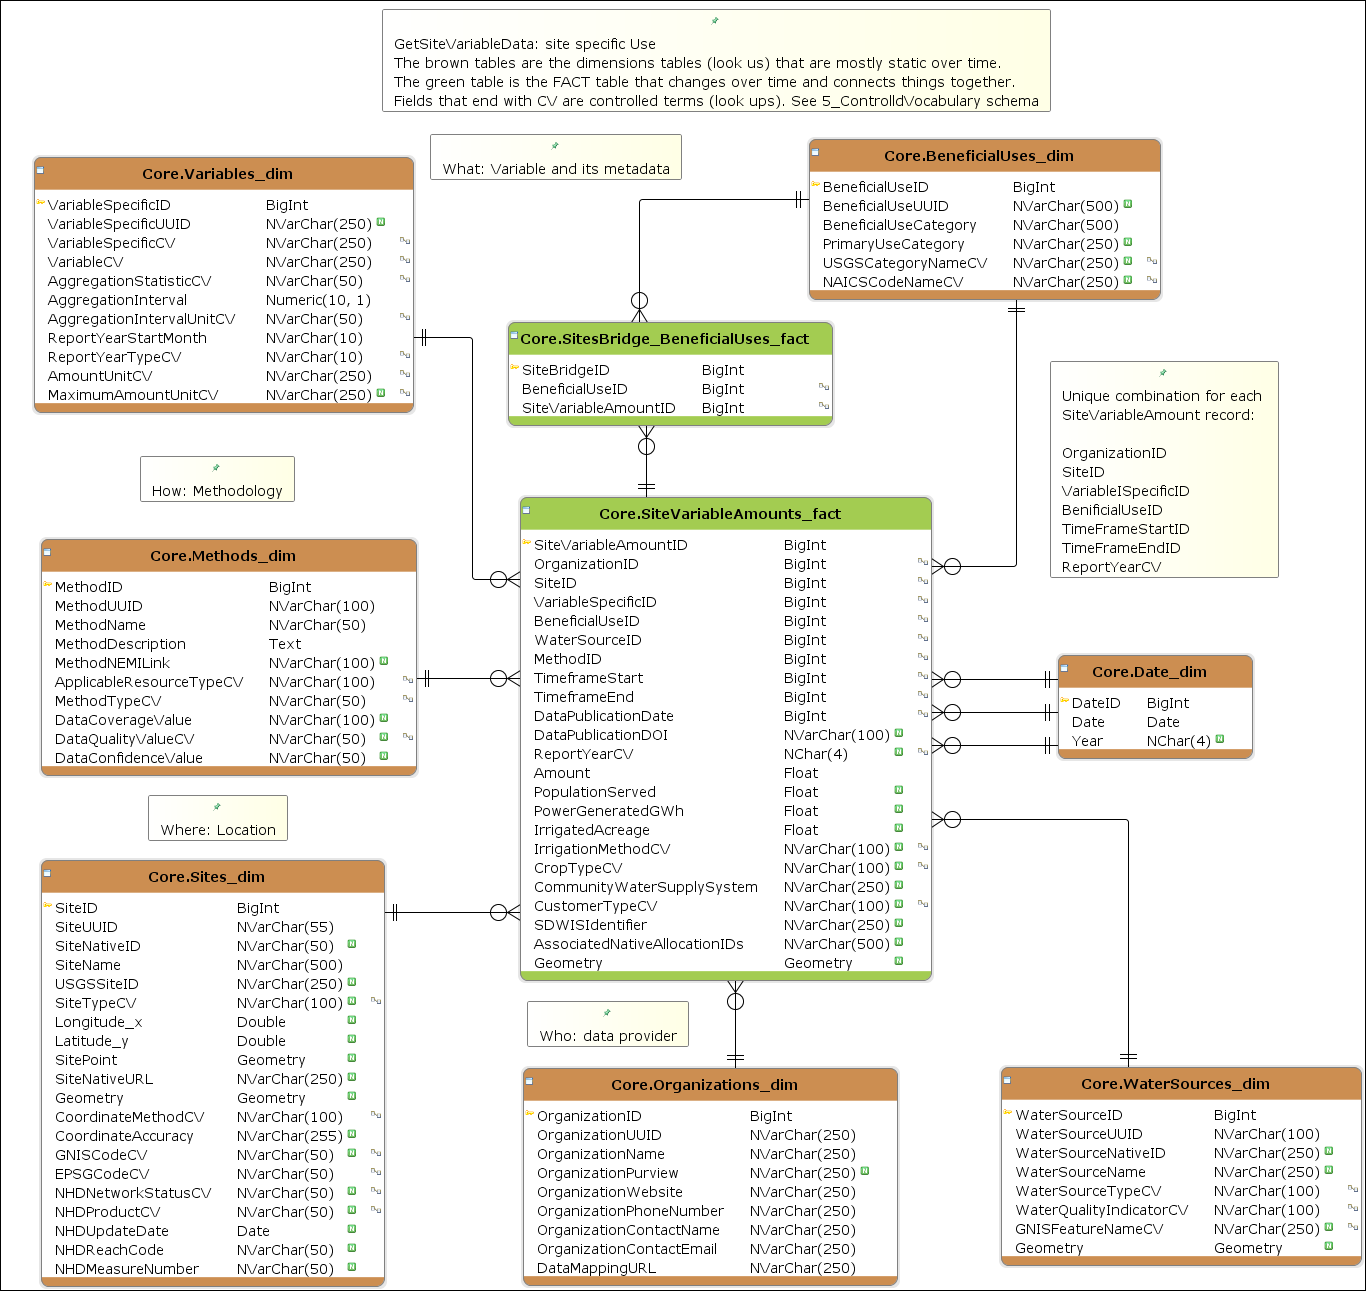 GetSiteVariableData: site specific Use
The brown tables are the dimensions tables (look us) that are mostly static over time.
The green table is the FACT table that changes over time and connects things together.
Fields that end with CV are controlled terms (look ups). See 5_ControlldVocabulary schema
What: Variable and its metadata
Core.Variables_dim
VariableSpecificID BigInt
VariableSpecificUUID NVarChar(250) N
VariableSpecificCV NVarChar(250)
VariableCV NVarChar(250)
AggregationStatisticCV NVarChar(50)
AggregationInterval Numeric(10, 1)
AggregationIntervalUnitCV NVarChar(50)
ReportYearStartMonth NVarChar(10)
ReportYearTypeCV NVarChar(10)
AmountUnitCV NVarChar(250)
MaximumAmountUnitCV NVarChar(250) N
Core.BeneficialUses_dim
BeneficialUseID BigInt
BeneficialUseUUID NVarChar(500) N
BeneficialUseCategory NVarChar(500)
PrimaryUseCategory NVarChar(250) N
USGSCategoryNameCV NVarChar(250) N
NAICSCodeNameCV NVarChar(250) N
Core.SitesBridge_BeneficialUses_fact
SiteBridgeID BigInt
BeneficialUseID BigInt
SiteVariableAmountID BigInt
Unique combination for each
SiteVariableAmount record:
OrganizationID
SiteID
VariableISpecificID
BenificialUseID
TimeFrameStartID
TimeFrameEndID
ReportYearCV
How: Methodology
Core.Methods_dim
MethodID BigInt
MethodUUID NVarChar(100)
MethodName NVarChar(50)
MethodDescription Text
MethodNEMILink NVarChar(100) N
ApplicableResourceTypeCV NVarChar(100)
MethodTypeCV NVarChar(50)
DataCoverageValue NVarChar(100) N
DataQualityValueCV NVarChar(50) N
DataConfidenceValue NVarChar(50) N
Core.SiteVariableAmounts_fact
SiteVariableAmountID BigInt
OrganizationID BigInt
SiteID BigInt
VariableSpecificID BigInt
BeneficialUseID BigInt
WaterSourceID BigInt
MethodID BigInt
TimeframeStart BigInt
TimeframeEnd BigInt
DataPublicationDate BigInt
DataPublicationDOI NVarChar(100) N
ReportYearCV NChar(4) N
Amount Float
PopulationServed Float N
PowerGeneratedGWh Float N
IrrigatedAcreage Float N
IrrigationMethodCV NVarChar(100) N
CropTypeCV NVarChar(100) N
CommunityWaterSupplySystem NVarChar(250) N
CustomerTypeCV NVarChar(100) N
SDWISIdentifier NVarChar(250) N
AssociatedNativeAllocationIDs NVarChar(500) N
Geometry Geometry N
Core.Date_dim
DateID BigInt
Date Date
Year NChar(4) N
Where: Location
Core.Sites_dim
SiteID BigInt
SiteUUID NVarChar(55)
SiteNativeID NVarChar(50) N
SiteName NVarChar(500)
USGSSiteID NVarChar(250) N
SiteTypeCV NVarChar(100) N
Longitude_x Double N
Latitude_y Double N
SitePoint Geometry N
SiteNativeURL NVarChar(250) N
Geometry Geometry N
CoordinateMethodCV NVarChar(100)
CoordinateAccuracy NVarChar(255) N
GNISCodeCV NVarChar(50) N
EPSGCodeCV NVarChar(50)
NHDNetworkStatusCV NVarChar(50) N
NHDProductCV NVarChar(50) N
NHDUpdateDate Date N
NHDReachCode NVarChar(50) N
NHDMeasureNumber NVarChar(50) N
Who: data provider
Core.Organizations_dim
OrganizationID BigInt
OrganizationUUID NVarChar(250)
OrganizationName NVarChar(250)
OrganizationPurview NVarChar(250) N
OrganizationWebsite NVarChar(250)
OrganizationPhoneNumber NVarChar(250)
OrganizationContactName NVarChar(250)
OrganizationContactEmail NVarChar(250)
DataMappingURL NVarChar(250)
Core.WaterSources_dim
WaterSourceID BigInt
WaterSourceUUID NVarChar(100)
WaterSourceNativeID NVarChar(250) N
WaterSourceName NVarChar(250) N
WaterSourceTypeCV NVarChar(100)
WaterQualityIndicatorCV NVarChar(100)
GNISFeatureNameCV NVarChar(250) N
Geometry Geometry N